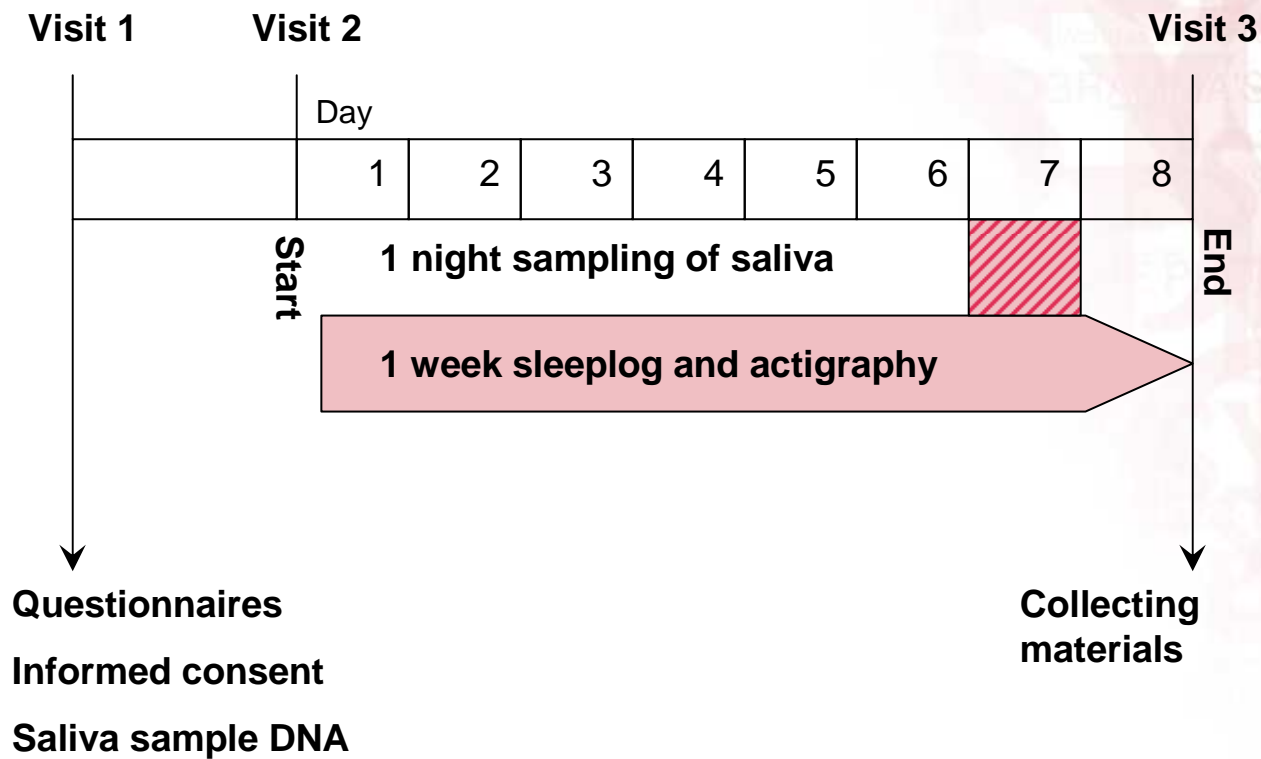 Visit 1
Visit 2
Visit 3
Day
1
2
3
4
5
6
7
8
Start
1 night sampling of saliva
End
1 week sleeplog and actigraphy
Questionnaires
Informed consent
Saliva sample DNA
Collecting
materials